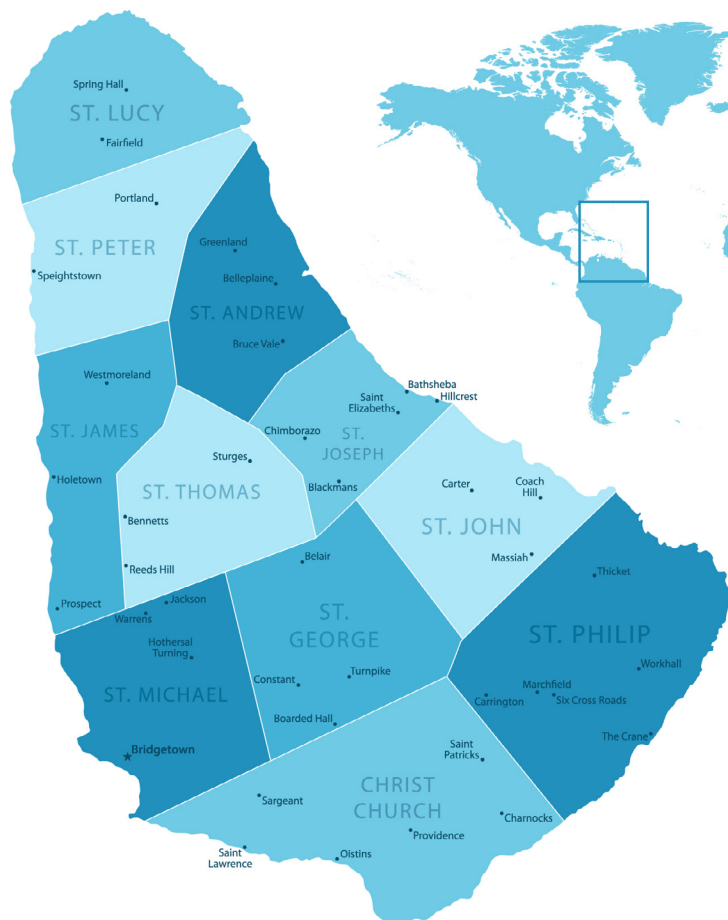 Spring Hall
ST. LUCY
Fairfield
Portland
ST. PETER
Speightstown
Greenland
Belleplaine
ST. ANDREW
Bruce Vale
Westmoreland
ST. JAMES
Holetown
Prospect
Sturges
ST. THOMAS
Bennetts
Reeds Hill
Bathsheba
Saint
Elizabeths
Hillcrest
Chimborazo
ST.
JOSEPH
Blackmans
Carter
Coach
Hill
ST. JOHN
Massiah
Belair
ST.
GEORGE
Constant
Turnpike
Boarded Hall
Jackson
Warrens
Hothersal
Turning
ST. MICHAEL
Bridgetown
Thicket
ST. PHILIP
Workhall
Marchfield
Carrington
Six Cross Roads
The Crane
Saint
Patricks
CHRIST
CHURCH
Sargeant
Charnocks
Providence
Saint
Lawrence
Oistins